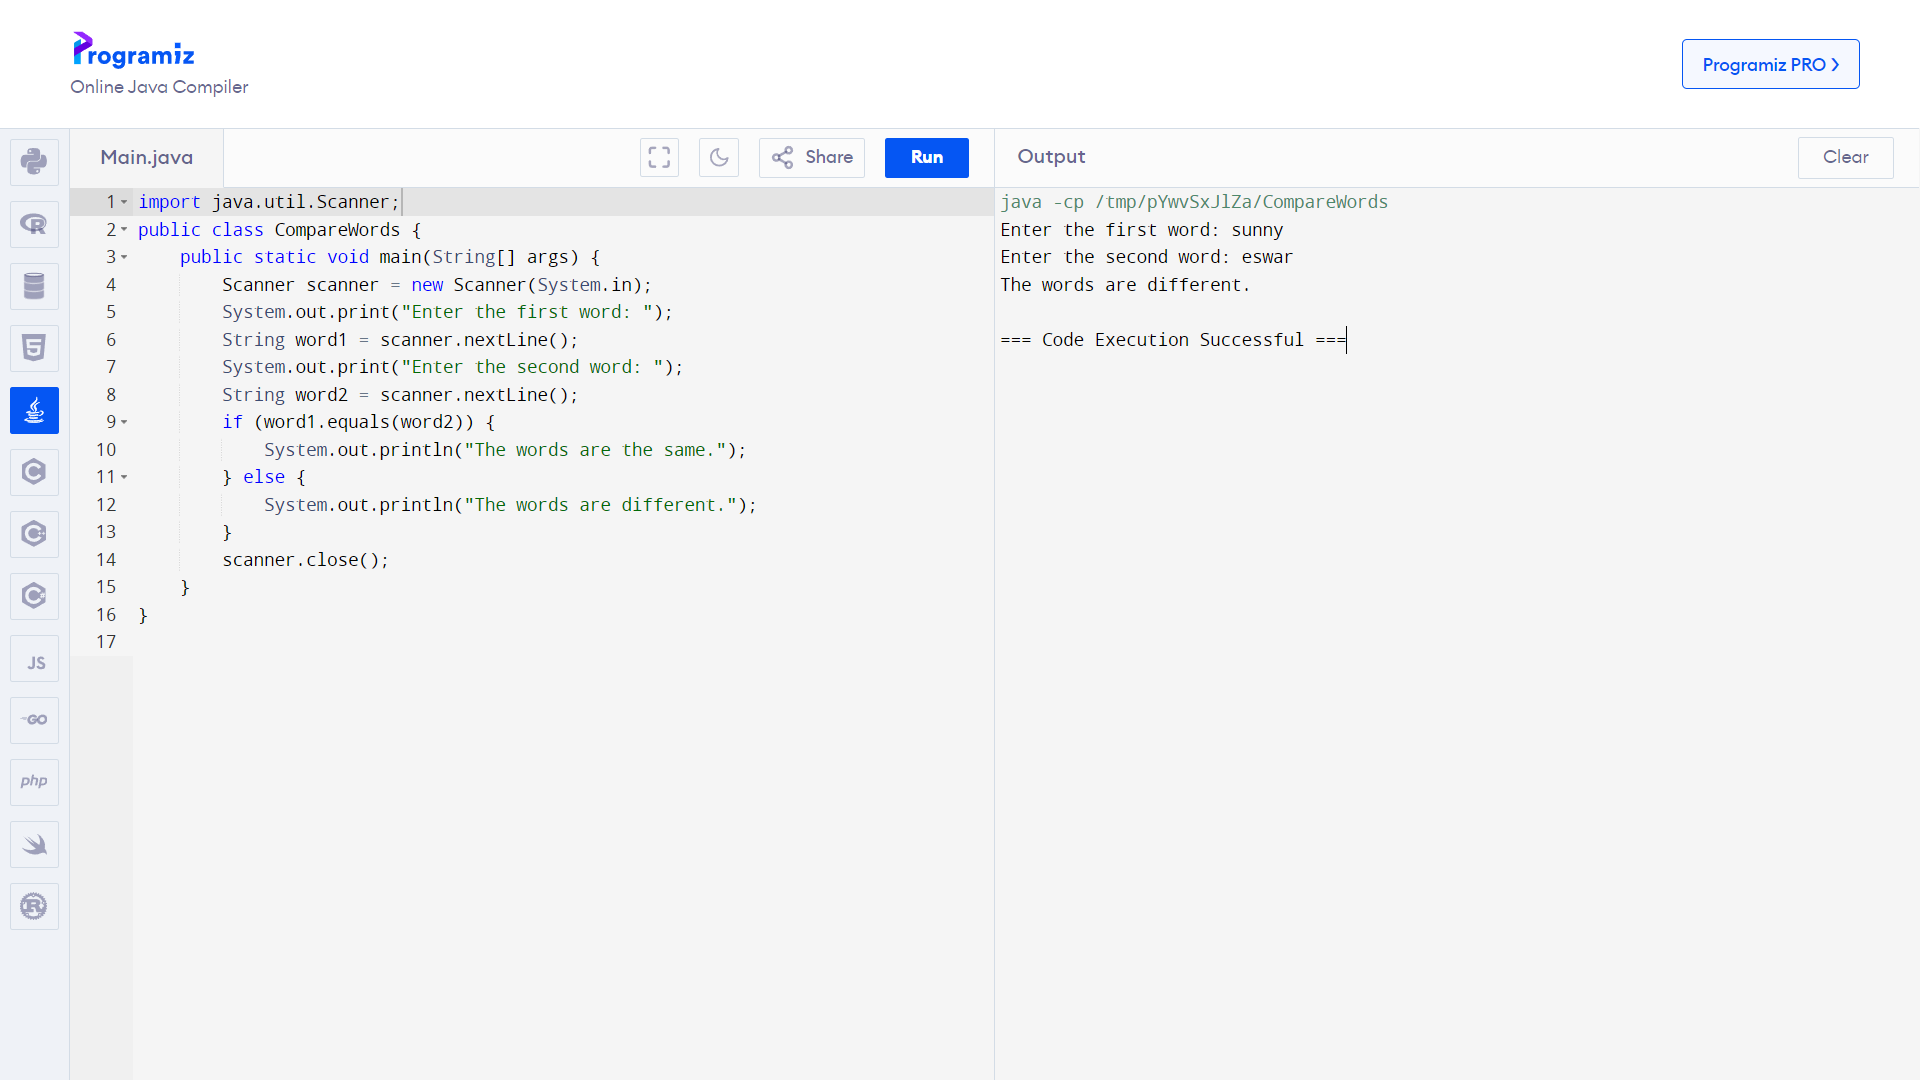 Programiz
Online Java Compiler
Programiz PRO
Main.java
Share
Run
Output
Clear
1 import java.util.Scanner;
2 public class CompareWords {
3     public static void main(String[] args) {
4         Scanner scanner = new Scanner(System.in);
5         System.out.print("Enter the first word: ");
6         String word1 = scanner.nextLine();
7         System.out.print("Enter the second word: ");
8         String word2 = scanner.nextLine();
9         if (word1.equals(word2)) {
10             System.out.println("The words are the same.");
11         } else {
12             System.out.println("The words are different.");
13         }
14         scanner.close();
15     }
16 }
17
java -cp /tmp/pYwvSxJlZa/CompareWords
Enter the first word: sunny
Enter the second word: eswar
The words are different.
=== Code Execution Successful ===
R
5
C
C
C
JS
GO
php
R